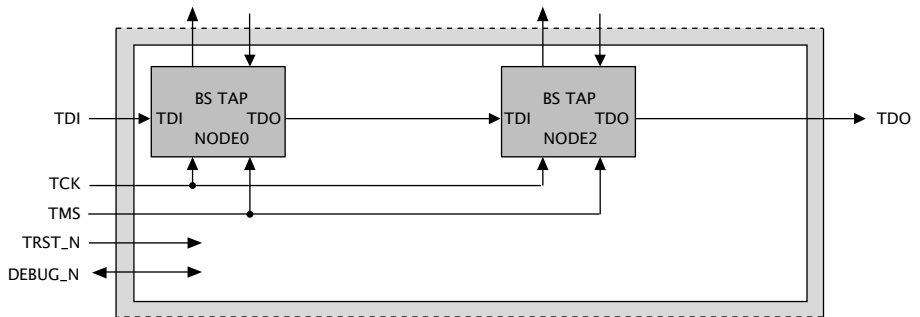 BS TAP
BS TAP
TDI
TDI
TDO
TDI
TDO
TDO
NODE0
NODE2
TCK
TMS
TRST_N
DEBUG_N